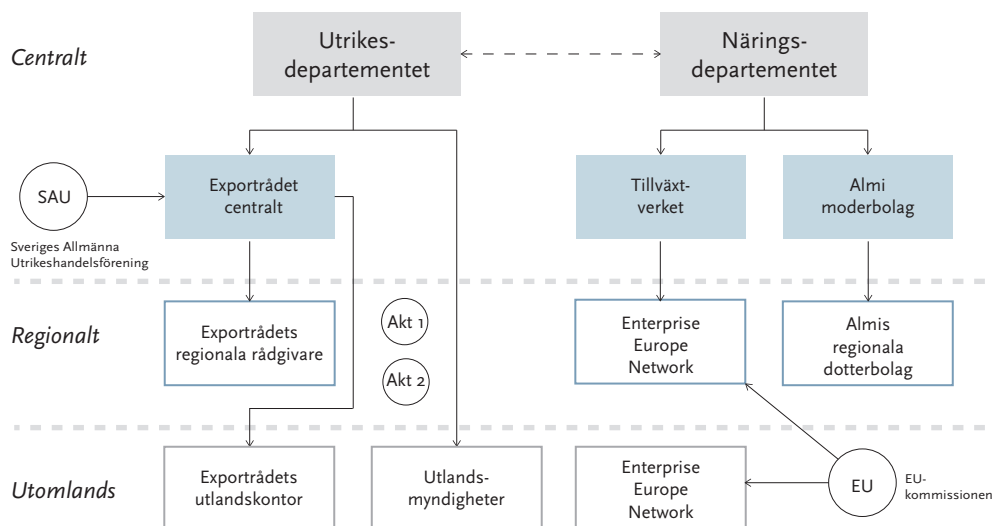 Centralt
Utrikes-
departementet
Närings-
departementet
SAU
Sveriges Allmänna
Utrikeshandelsförening
Exportrådet
centralt
Tillväxt-
verket
Almi
moderbolag
Regionalt
Exportrådets
regionala rådgivare
Akt 1
Akt 2
Enterprise
Europe
Network
Almis
regionala
dotterbolag
Utomlands
Exportrådets
utlandskontor
Utlands-
myndigheter
Enterprise
Europe
Network
EU
EU-
kommissionen